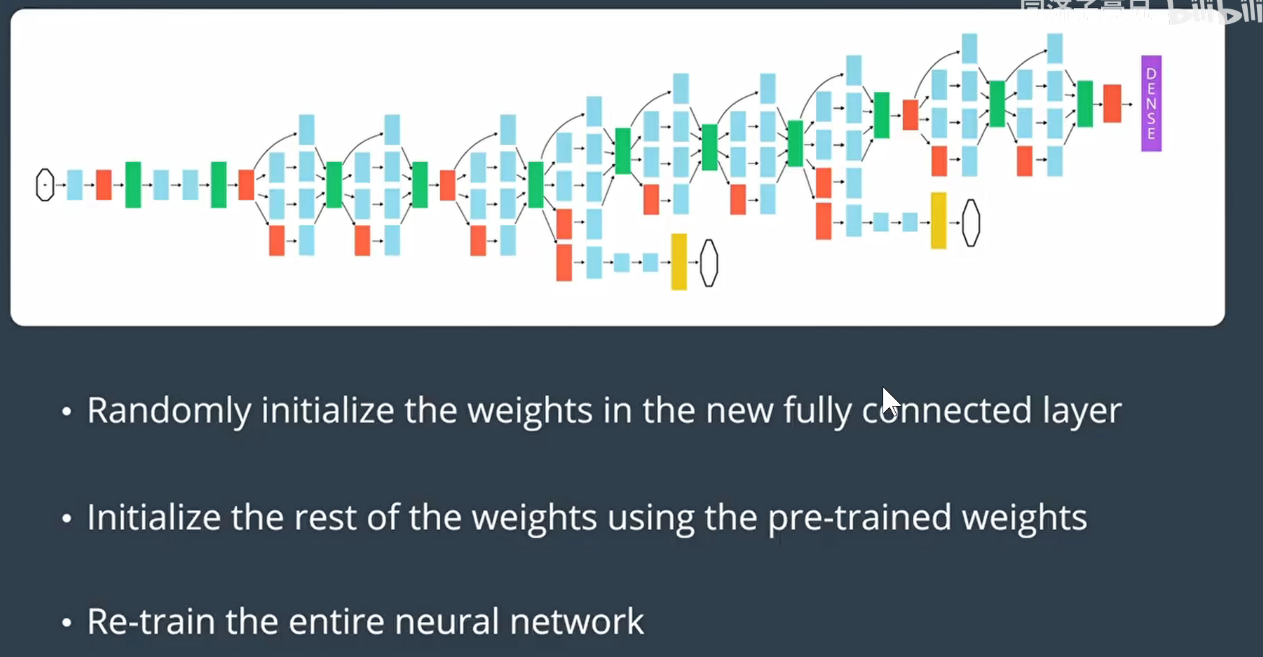 bilibili
DENSE
• Randomly initialize the weights in the new fully connected layer
• Initialize the rest of the weights using the pre-trained weights
• Re-train the entire neural network